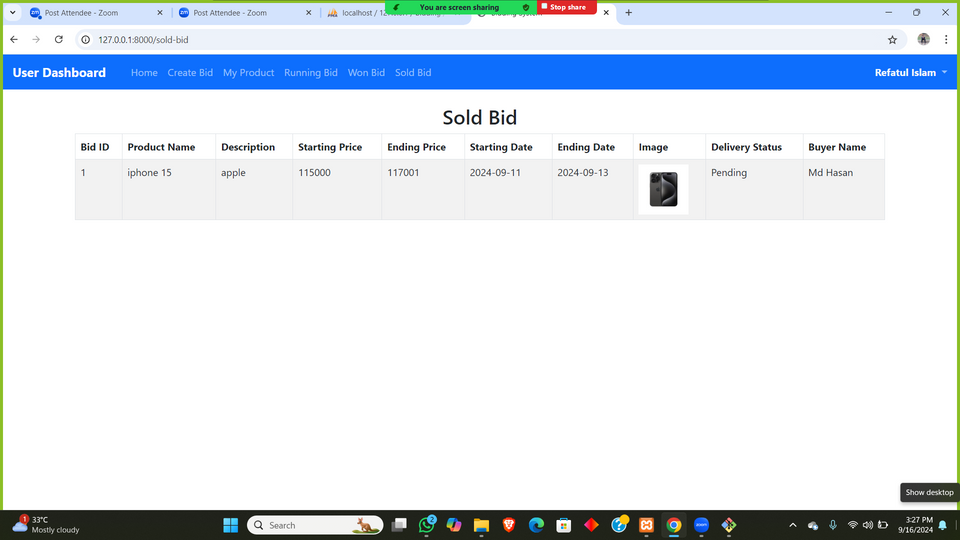 Post Attendee - Zoom
Post Attendee - Zoom
localhost / 127
You are screen sharing
Stop share
127.0.0.1:8000/sold-bid
User Dashboard Home Create Bid My Product Running Bid Won Bid Sold Bid Refatul Islam
Sold Bid
Bid ID Product Name Description Starting Price Ending Price Starting Date Ending Date Image Delivery Status Buyer Name
1 iphone 15 apple 115000 117001 2024-09-11 2024-09-13 Pending Md Hasan
Show desktop
1
33°C
Mostly cloudy
Search
2
zoom
3:27 PM
9/16/2024